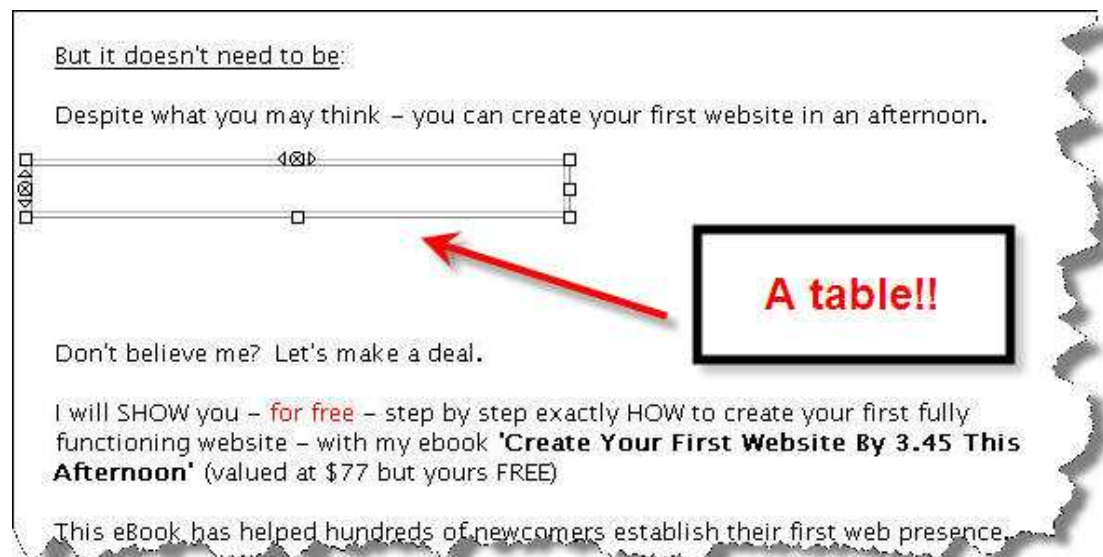 But it doesn't need to be:
Despite what you may think – you can create your first website in an afternoon.
A table!!
Don't believe me? Let's make a deal.
I will SHOW you – for free – step by step exactly HOW to create your first fully
functioning website – with my ebook 'Create Your First Website By 3.45 This
Afternoon' (valued at $77 but yours FREE)
This eBook has helped hundreds of newcomers establish their first web presence.